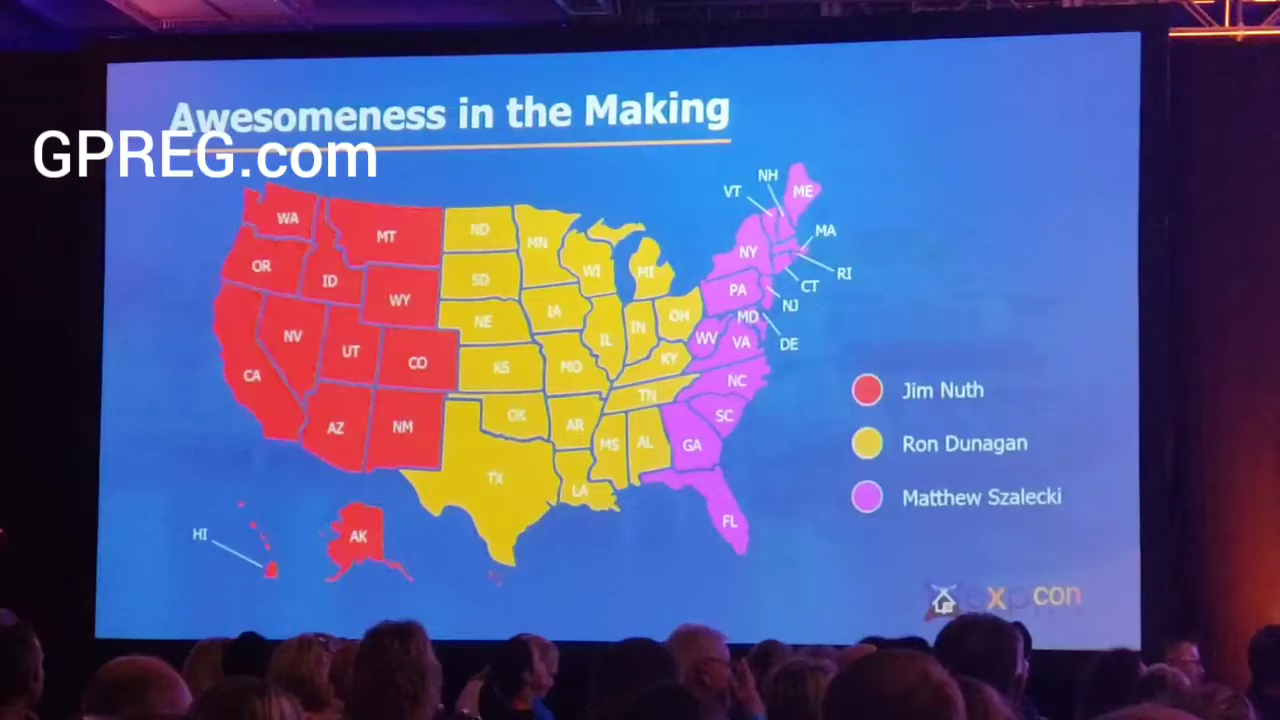 Awesomeness in the Making
GPREG.com
NH
VT
ME
WA
MT
ND
MN
MA
OR
ID
WY
SD
WI
MI
NY
RI
CT
PA
NJ
NV
UT
CO
NE
IA
IL
IN
OH
MD
DE
WV
VA
CA
KS
MO
KY
NC
Jim Nuth
AZ
NM
OK
AR
TN
SC
MS
AL
GA
Ron Dunagan
TX
LA
Matthew Szalecki
FL
HI
AK
exp con